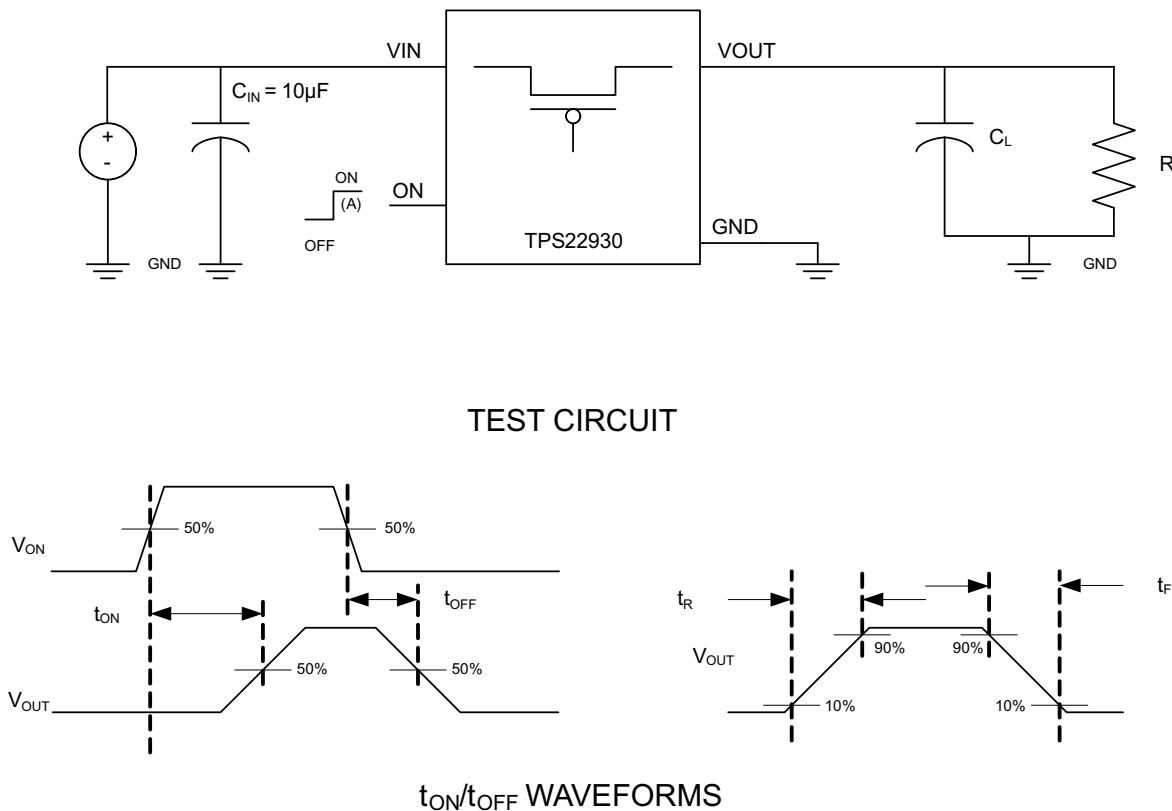 VIN
VOUT
C_IN = 10µF
+
-
C_L
R
ON
(A)
OFF
ON
GND
TPS22930
GND
GND
TEST CIRCUIT
50%
50%
V_ON
t_ON
t_OFF
50%
50%
V_OUT
t_R
t_F
90%
90%
V_OUT
10%
10%
t_ON/t_OFF WAVEFORMS